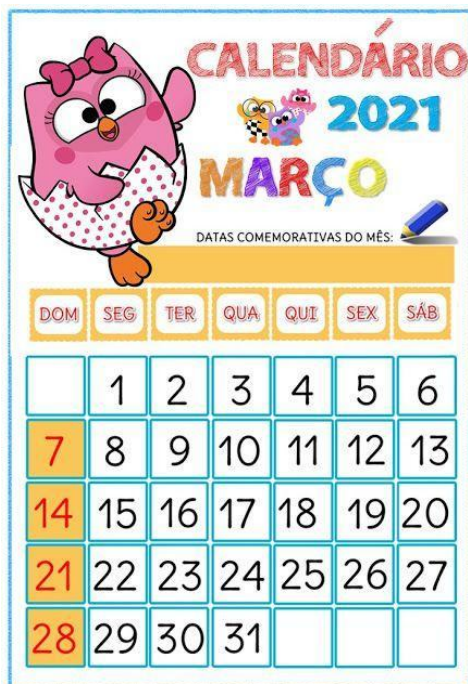 CALENDÁRIO
2021
MARÇO
DATAS COMEMORATIVAS DO MÊS:
DOM SEG TER QUA QUI SEX SÁB
1 2 3 4 5 6
7 8 9 10 11 12 13
14 15 16 17 18 19 20
21 22 23 24 25 26 27
28 29 30 31